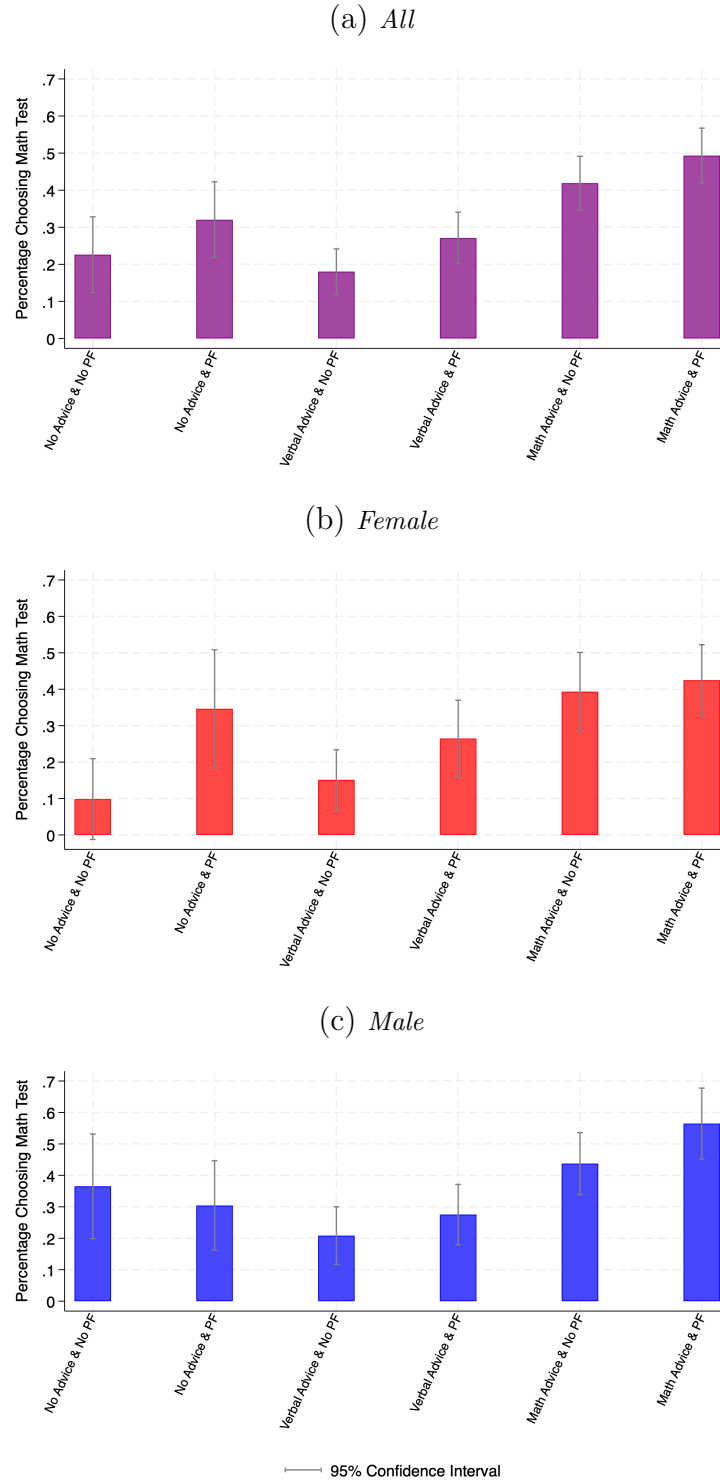 (a) All
Percentage Choosing Math Test
.7
.6
.5
.4
.3
.2
.1
0
No Advice & No PF
No Advice & PF
Verbal Advice & No PF
Verbal Advice & PF
Math Advice & No PF
Math Advice & PF
(b) Female
Percentage Choosing Math Test
.7
.6
.5
.4
.3
.2
.1
0
No Advice & No PF
No Advice & PF
Verbal Advice & No PF
Verbal Advice & PF
Math Advice & No PF
Math Advice & PF
(c) Male
Percentage Choosing Math Test
.7
.6
.5
.4
.3
.2
.1
0
No Advice & No PF
No Advice & PF
Verbal Advice & No PF
Verbal Advice & PF
Math Advice & No PF
Math Advice & PF
95% Confidence Interval